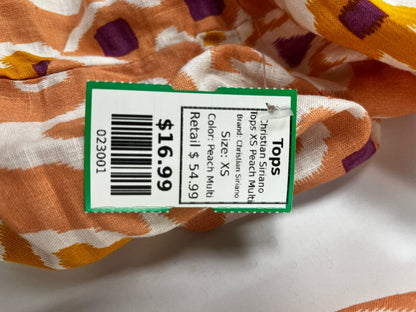 Tops
Christian Siriano
Tops XS Peach Multi
Brand: Christian Siriano
Size: XS
Color: Peach Multi
Retail $ 54.99
$16.99
023001